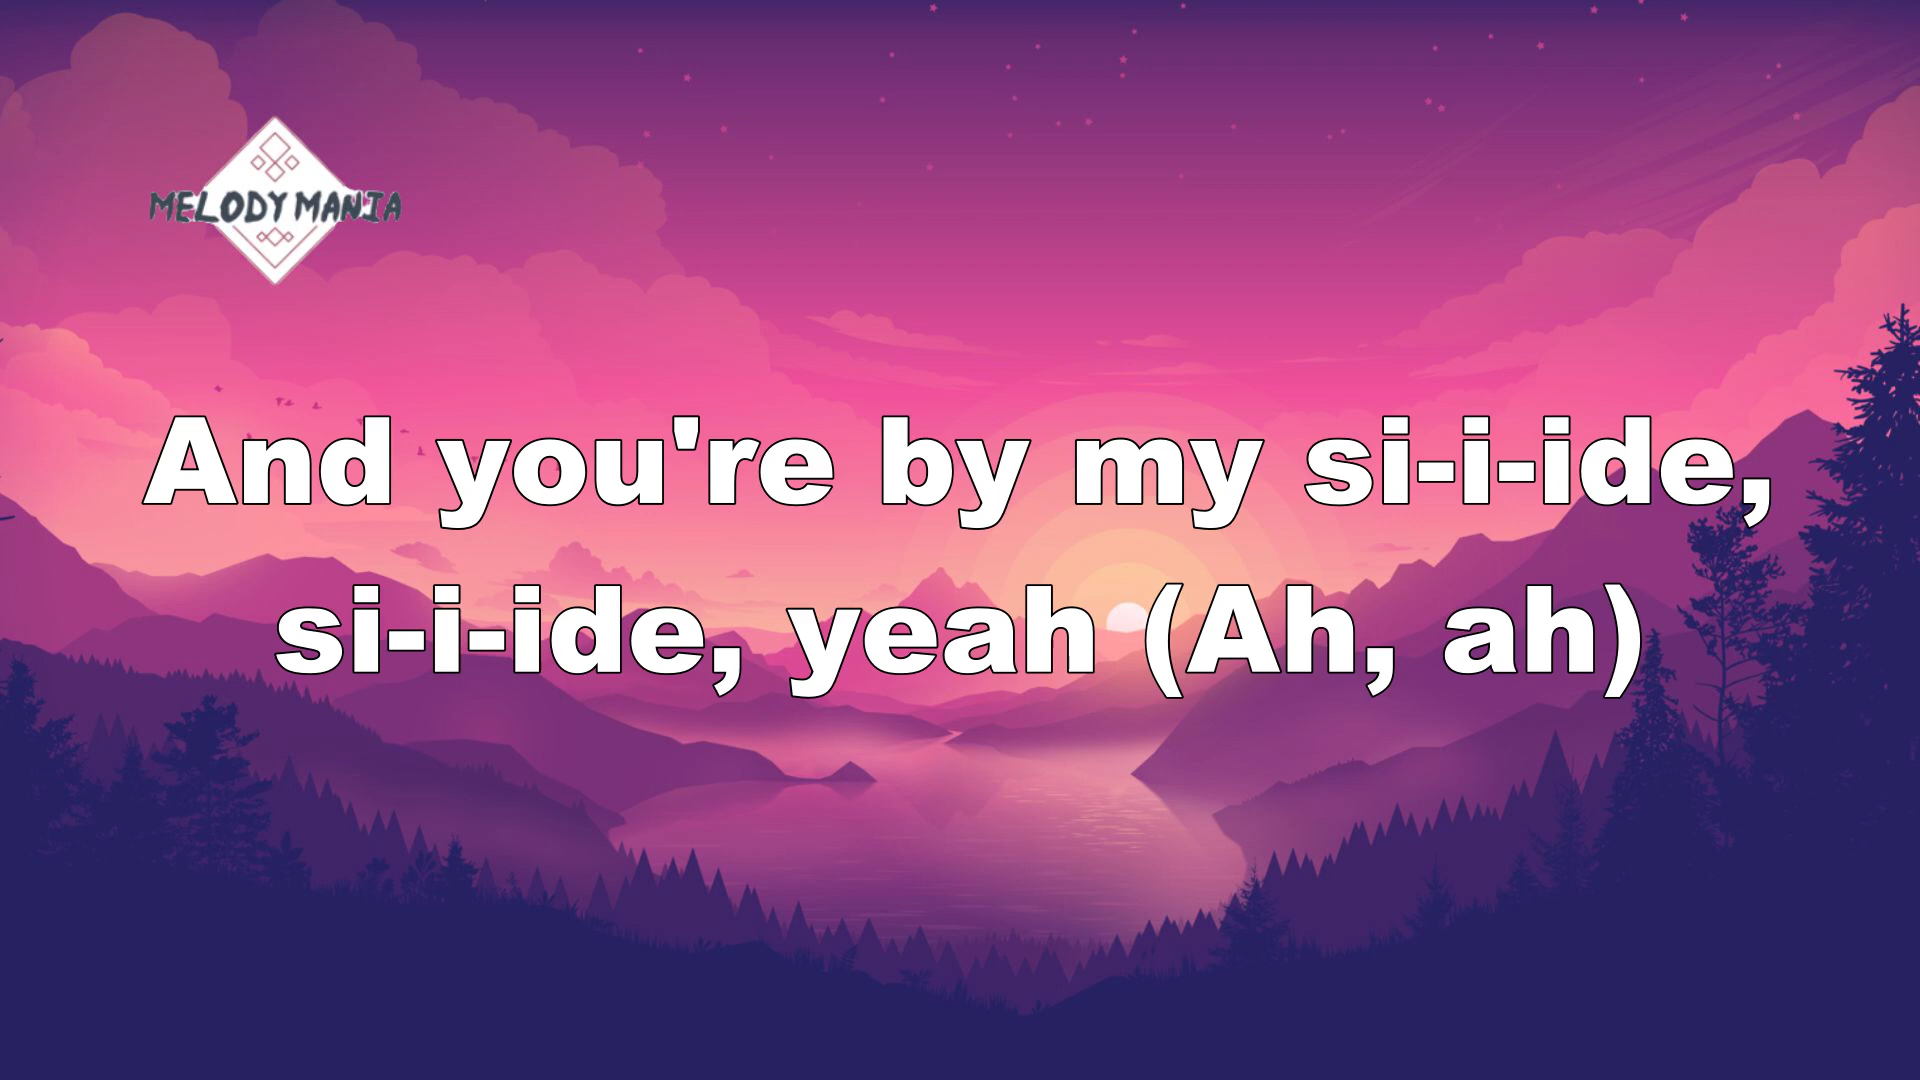 MELODY MANIA
And you're by my si-i-ide,
si-i-ide, yeah (Ah, ah)